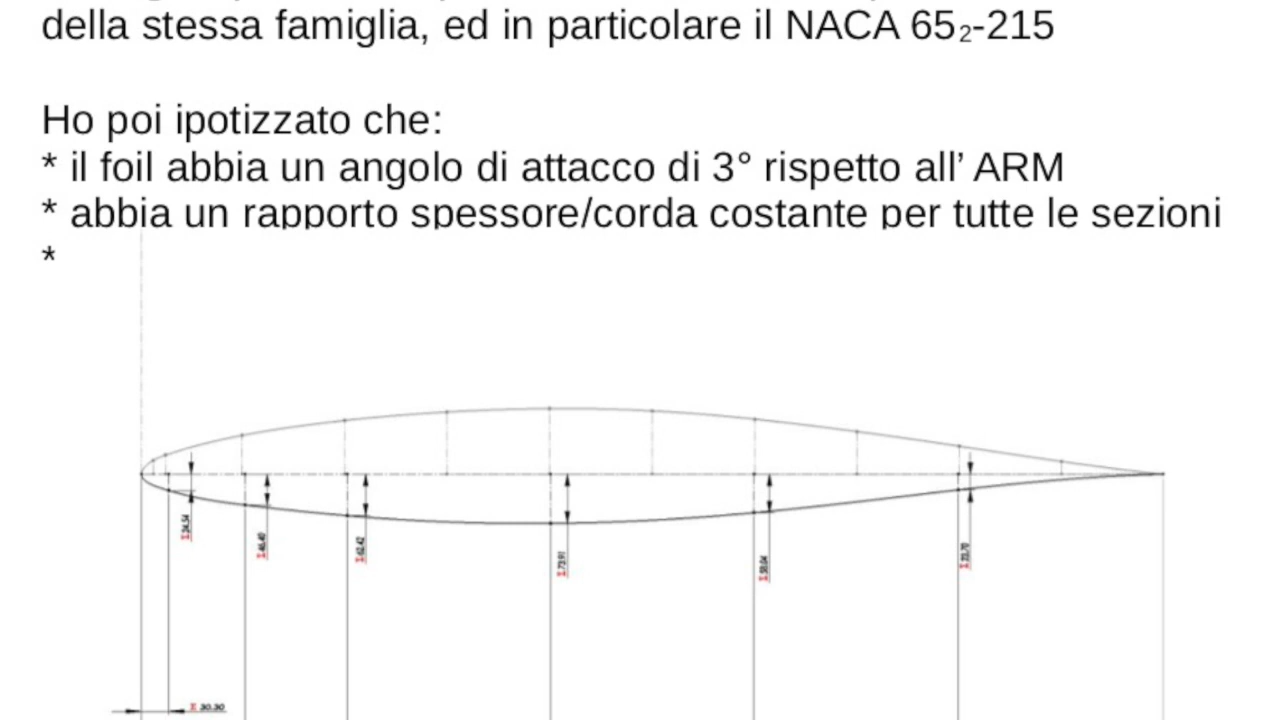 della stessa famiglia, ed in particolare il NACA 65₂-215
Ho poi ipotizzato che:
* il foil abbia un angolo di attacco di 3° rispetto all’ ARM
* abbia un rapporto spessore/corda costante per tutte le sezioni
*
Σ 30.30